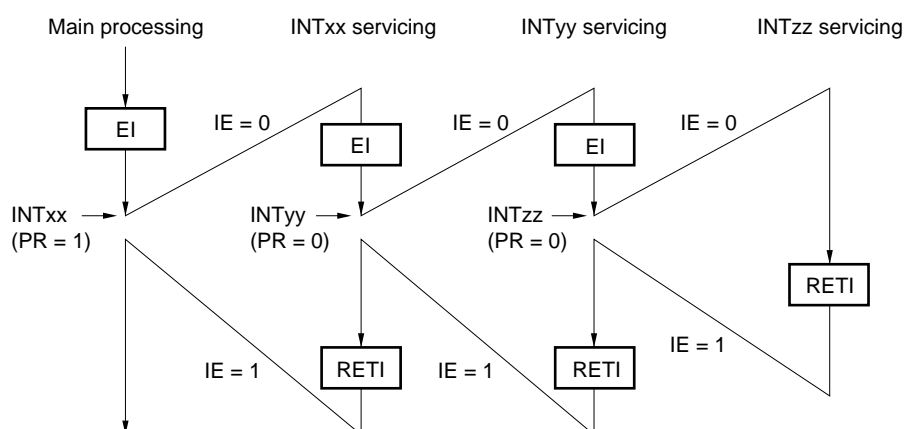 Main processing
INTxx servicing
INTyy servicing
INTzz servicing
EI
IE = 0
EI
IE = 0
EI
IE = 0
INTxx
(PR = 1)
INTyy
(PR = 0)
INTzz
(PR = 0)
RETI
IE = 1
RETI
IE = 1
RETI
IE = 1